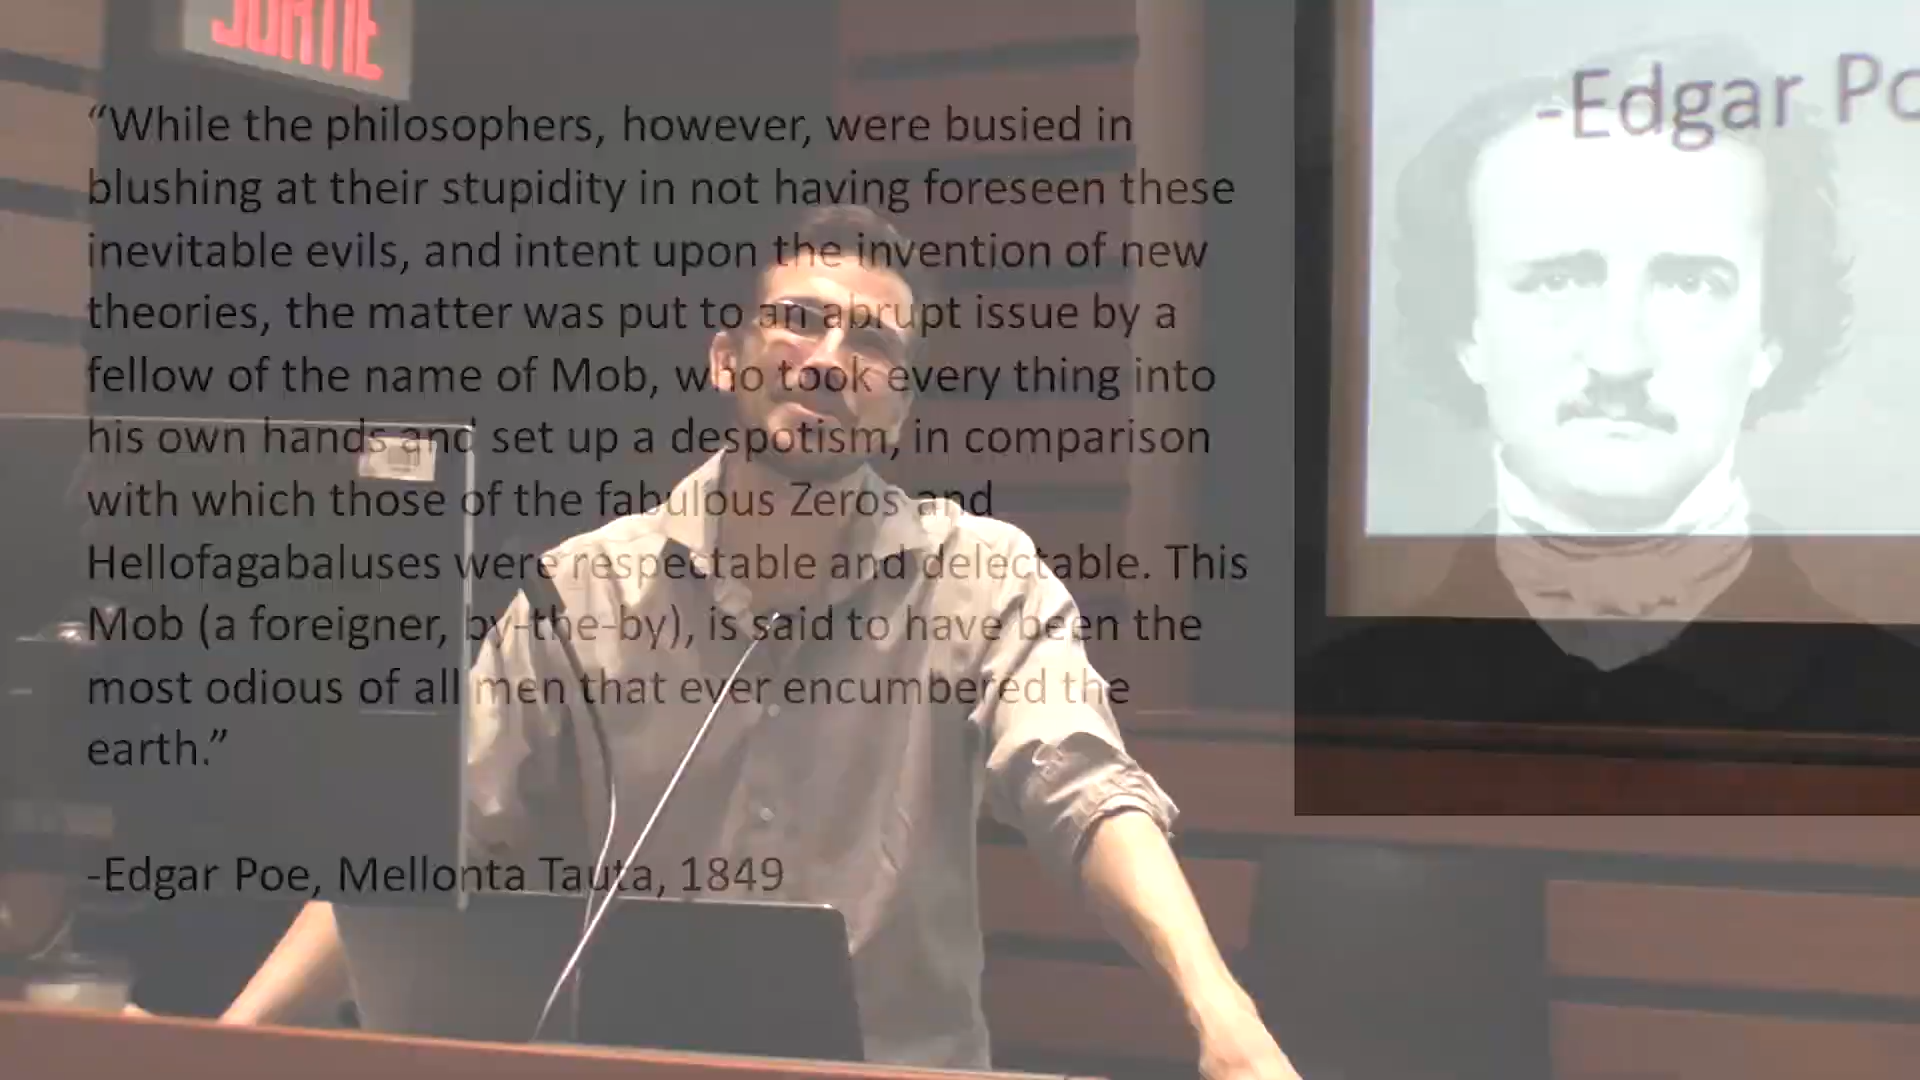 SORTIE
“While the philosophers, however, were busied in
blushing at their stupidity in not having foreseen these
inevitable evils, and intent upon the invention of new
theories, the matter was put to an abrupt issue by a
fellow of the name of Mob, who took every thing into
his own hands and set up a despotism, in comparison
with which those of the fabulous Zeros and
Hellofagabaluses were respectable and delectable. This
Mob (a foreigner, by-the-by), is said to have been the
most odious of all men that ever encumbered the
earth.”
-Edgar Poe, Mellonta Tauta, 1849
-Edgar Po